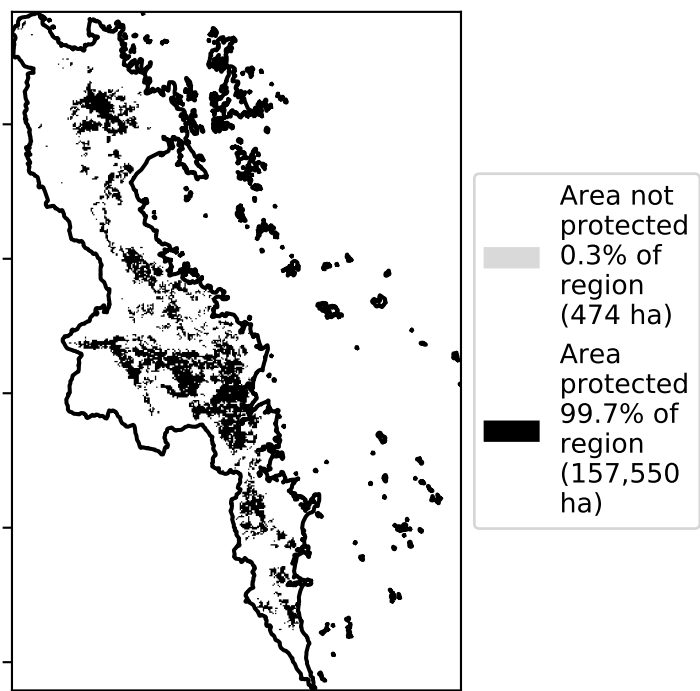 Area not
protected
0.3% of
region
(474 ha)
Area
protected
99.7% of
region
(157,550
ha)